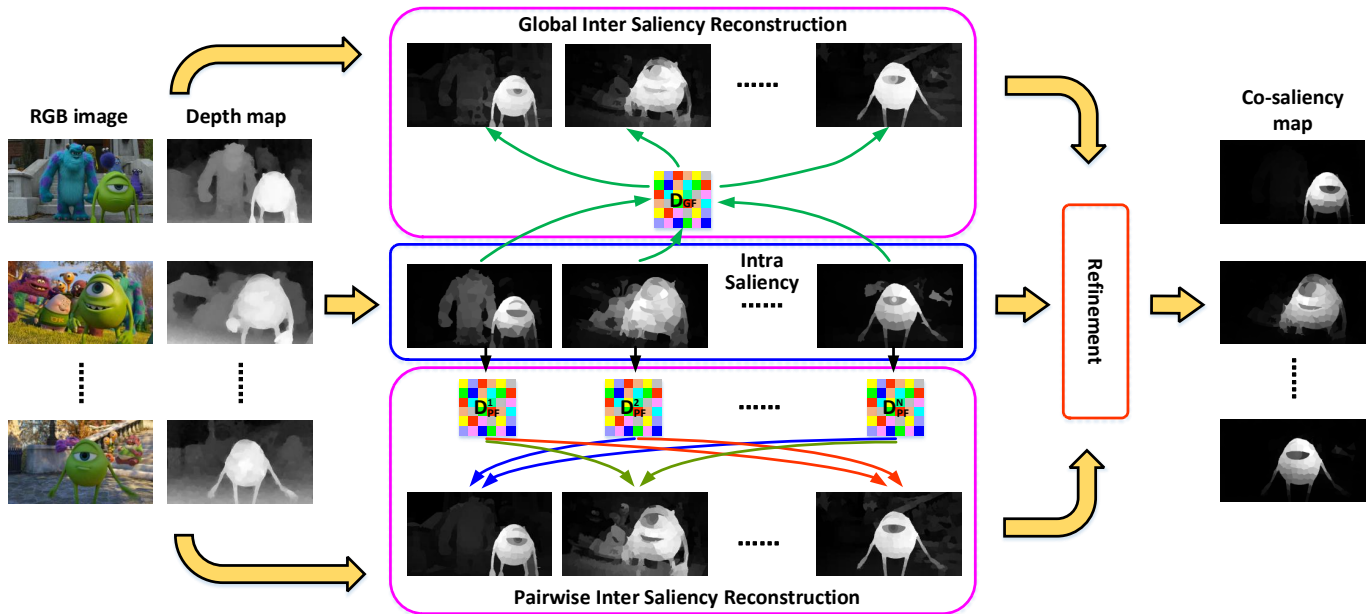 Global Inter Saliency Reconstruction
......
RGB image
Depth map
Co-saliency
map
D_GF
Intra
Saliency
......
Refinement
......
......
......
D^1_PF
D^2_PF
......
D^N_PF
......
Pairwise Inter Saliency Reconstruction